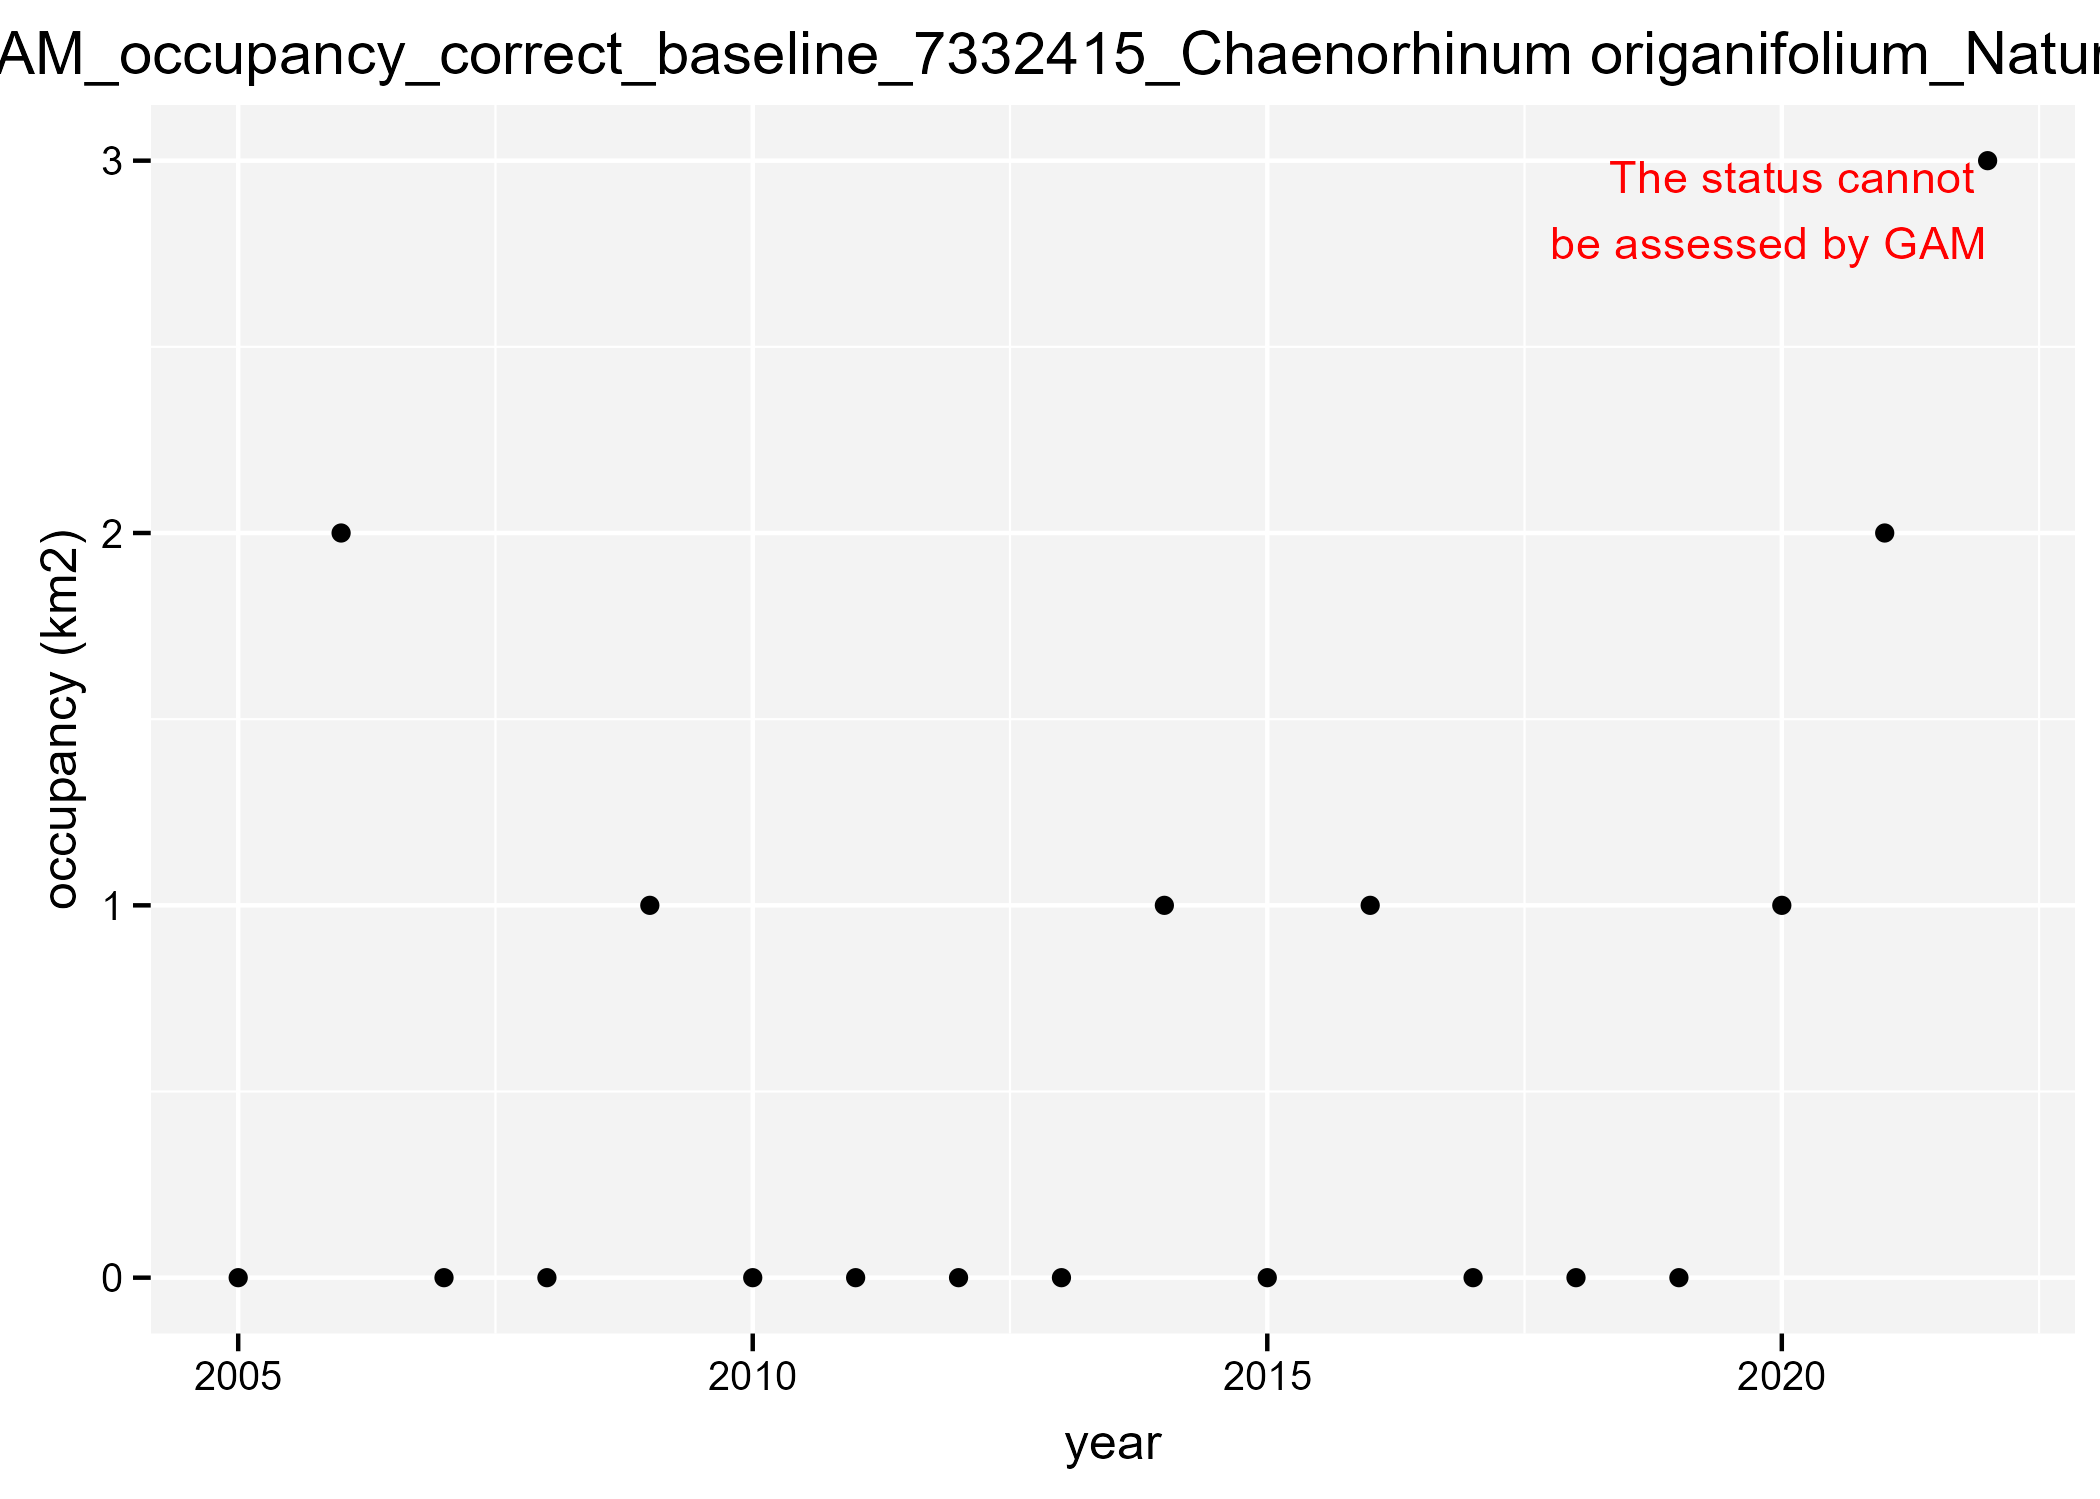 AM_occupancy_correct_baseline_7332415_Chaenorhinum origanifolium_Natur
3
The status cannot
be assessed by GAM
2
occupancy (km2)
1
0
2005 2010 2015 2020
year